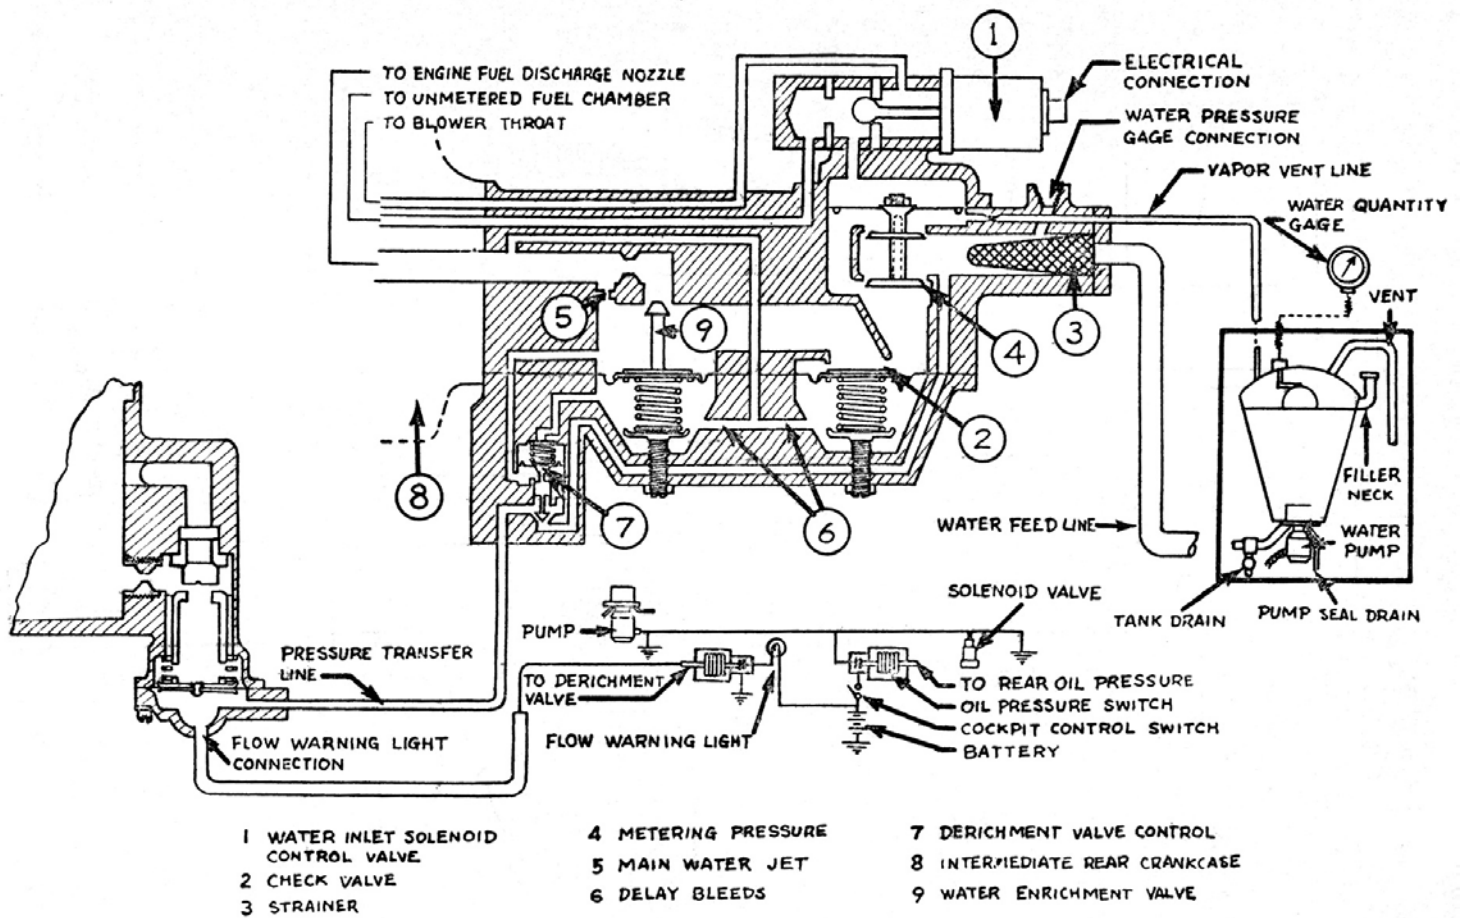 1
TO ENGINE FUEL DISCHARGE NOZZLE
TO UNMETERED FUEL CHAMBER
TO BLOWER THROAT
ELECTRICAL
CONNECTION
WATER PRESSURE
GAGE CONNECTION
VAPOR VENT LINE
WATER QUANTITY
GAGE
VENT
5
9
4
3
2
8
7
6
FILLER
NECK
WATER FEED LINE
WATER
PUMP
SOLENOID VALVE
TANK DRAIN
PUMP SEAL DRAIN
PUMP
PRESSURE TRANSFER
LINE
TO DERICHMENT
VALVE
TO REAR OIL PRESSURE
OIL PRESSURE SWITCH
COCKPIT CONTROL SWITCH
BATTERY
FLOW WARNING LIGHT
FLOW WARNING LIGHT
CONNECTION
1 WATER INLET SOLENOID
CONTROL VALVE
2 CHECK VALVE
3 STRAINER
4 METERING PRESSURE
5 MAIN WATER JET
6 DELAY BLEEDS
7 DERICHMENT VALVE CONTROL
8 INTERMEDIATE REAR CRANKCASE
9 WATER ENRICHMENT VALVE